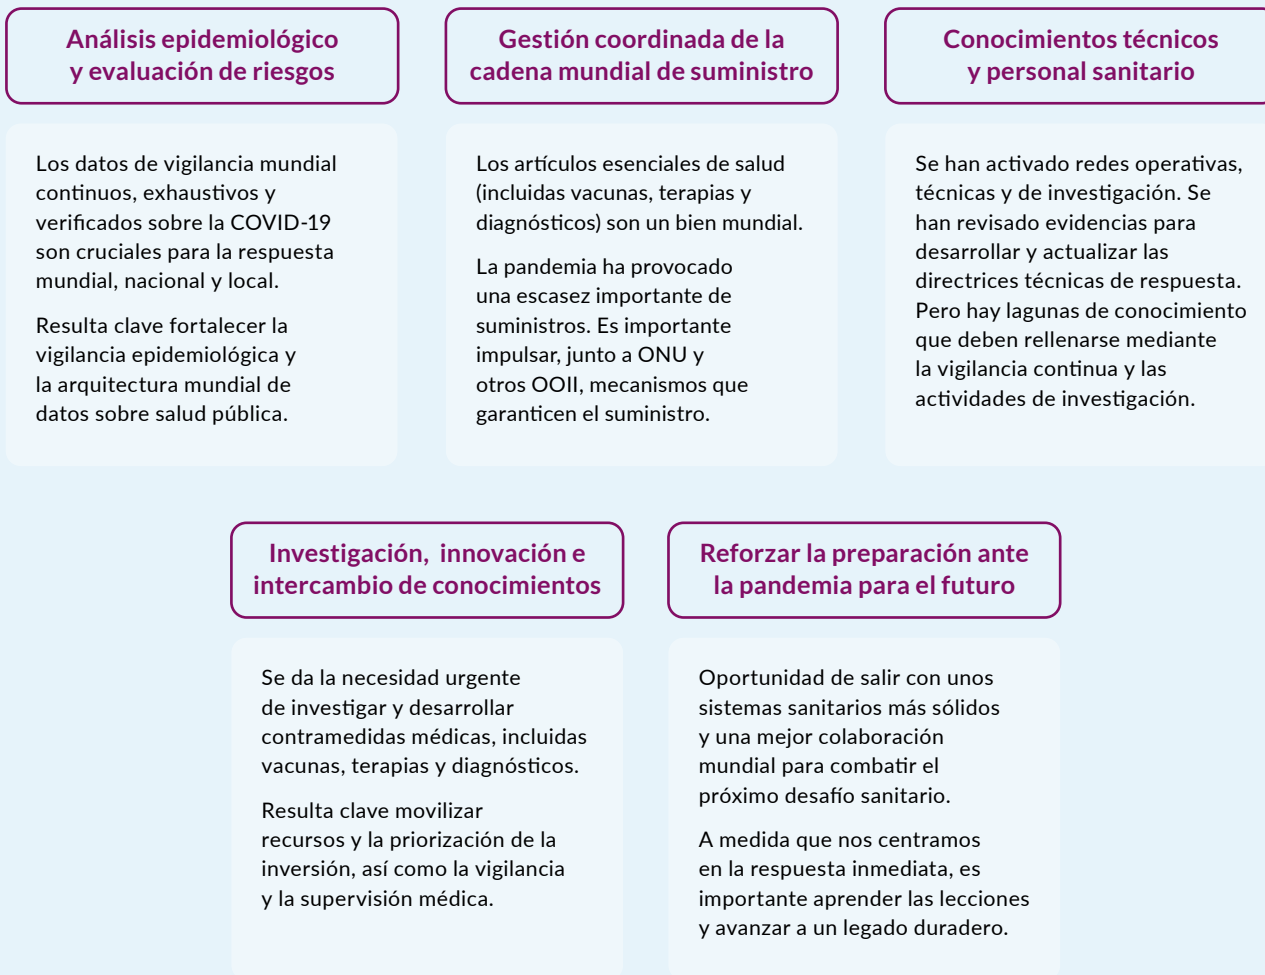 Análisis epidemiológico
y evaluación de riesgos
Los datos de vigilancia mundial
continuos, exhaustivos y
verificados sobre la COVID-19
son cruciales para la respuesta
mundial, nacional y local.
Resulta clave fortalecer la
vigilancia epidemiológica y
la arquitectura mundial de
datos sobre salud pública.
Gestión coordinada de la
cadena mundial de suministro
Los artículos esenciales de salud
(incluidas vacunas, terapias y
diagnósticos) son un bien mundial.
La pandemia ha provocado
una escasez importante de
suministros. Es importante
impulsar, junto a ONU y
otros OOII, mecanismos que
garanticen el suministro.
Conocimientos técnicos
y personal sanitario
Se han activado redes operativas,
técnicas y de investigación. Se
han revisado evidencias para
desarrollar y actualizar las
directrices técnicas de respuesta.
Pero hay lagunas de conocimiento
que deben rellenarse mediante
la vigilancia continua y las
actividades de investigación.
Investigación, innovación e
intercambio de conocimientos
Se da la necesidad urgente
de investigar y desarrollar
contramedidas médicas, incluidas
vacunas, terapias y diagnósticos.
Resulta clave movilizar
recursos y la priorización de la
inversión, así como la vigilancia
y la supervisión médica.
Reforzar la preparación ante
la pandemia para el futuro
Oportunidad de salir con unos
sistemas sanitarios más sólidos
y una mejor colaboración
mundial para combatir el
próximo desafío sanitario.
A medida que nos centramos
en la respuesta inmediata, es
importante aprender las lecciones
y avanzar a un legado duradero.